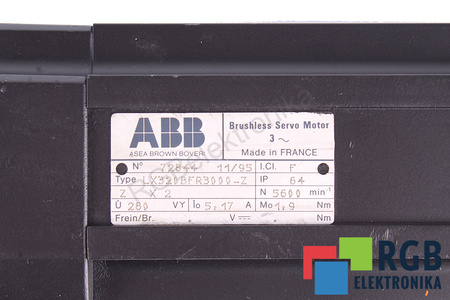 ABB
ASEA BROWN BOVERI
Brushless Servo Motor
3 ~
Made in FRANCE
N° 72844 11/95 I.Cl. F
Type LX320BFR3000-Z IP 64
Z 2 N 5600 min-1
Û 280 VY Io 5,17 A Mo 1,9 Nm
Frein/Br. V⎓ Nm
RGB
ELEKTRONIKA